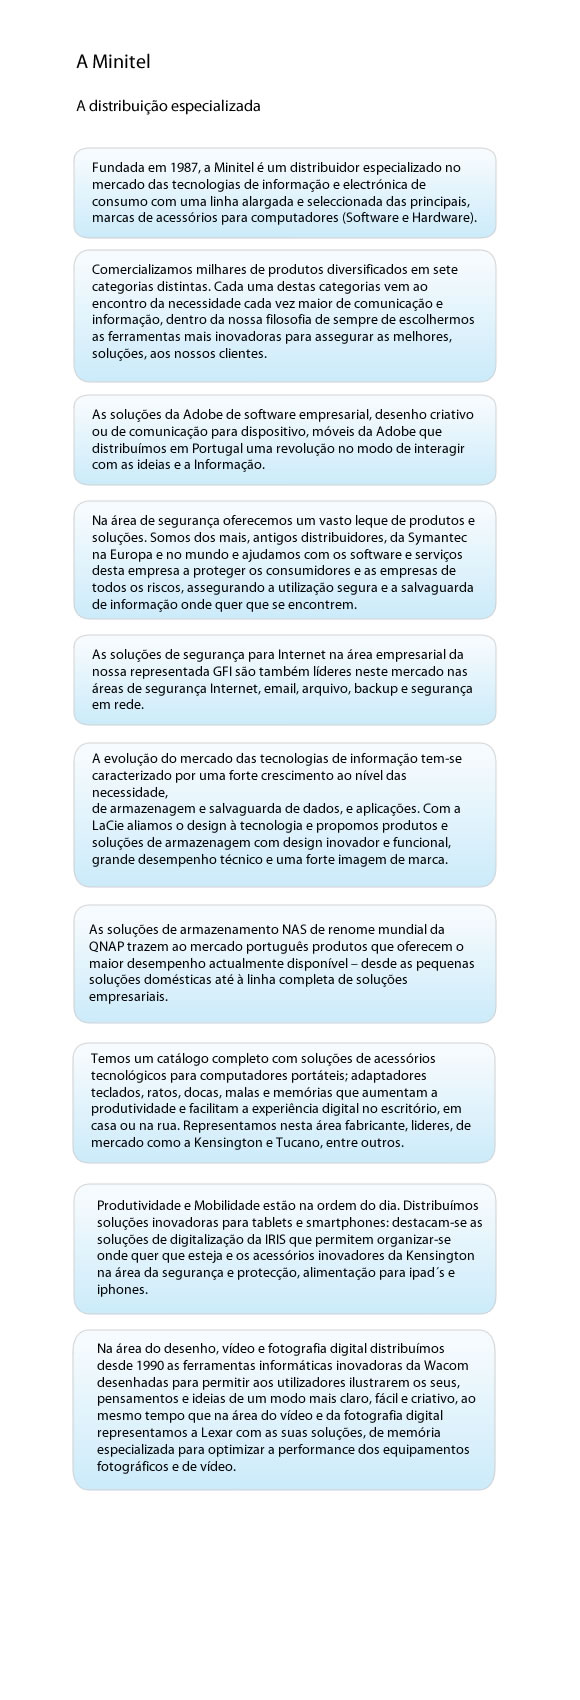 A Minitel
A distribuição especializada
Fundada em 1987, a Minitel é um distribuidor especializado no
mercado das tecnologias de informação e electrónica de
consumo com uma linha alargada e seleccionada das principais,
marcas de acessórios para computadores (Software e Hardware).
Comercializamos milhares de produtos diversificados em sete
categorias distintas. Cada uma destas categorias vem ao
encontro da necessidade cada vez maior de comunicação e
informação, dentro da nossa filosofia de sempre de escolhermos
as ferramentas mais inovadoras para assegurar as melhores,
soluções, aos nossos clientes.
As soluções da Adobe de software empresarial, desenho criativo
ou de comunicação para dispositivo, móveis da Adobe que
distribuímos em Portugal uma revolução no modo de interagir
com as ideias e a Informação.
Na área de segurança oferecemos um vasto leque de produtos e
soluções. Somos dos mais, antigos distribuidores, da Symantec
na Europa e no mundo e ajudamos com os software e serviços
desta empresa a proteger os consumidores e as empresas de
todos os riscos, assegurando a utilização segura e a salvaguarda
de informação onde quer que se encontrem.
As soluções de segurança para Internet na área empresarial da
nossa representada GFI são também líderes neste mercado nas
áreas de segurança Internet, email, arquivo, backup e segurança
em rede.
A evolução do mercado das tecnologias de informação tem-se
caracterizado por uma forte crescimento ao nível das
necessidade,
de armazenagem e salvaguarda de dados, e aplicações. Com a
LaCie aliamos o design à tecnologia e propomos produtos e
soluções de armazenagem com design inovador e funcional,
grande desempenho técnico e uma forte imagem de marca.
As soluções de armazenamento NAS de renome mundial da
QNAP trazem ao mercado português produtos que oferecem o
maior desempenho actualmente disponível – desde as pequenas
soluções domésticas até à linha completa de soluções
empresariais.
Temos um catálogo completo com soluções de acessórios
tecnológicos para computadores portáteis; adaptadores
teclados, ratos, docas, malas e memórias que aumentam a
produtividade e facilitam a experiência digital no escritório, em
casa ou na rua. Representamos nesta área fabricante, lideres, de
mercado como a Kensington e Tucano, entre outros.
Produtividade e Mobilidade estão na ordem do dia. Distribuímos
soluções inovadoras para tablets e smartphones: destacam-se as
soluções de digitalização da IRIS que permitem organizar-se
onde quer que esteja e os acessórios inovadores da Kensington
na área da segurança e protecção, alimentação para ipad´s e
iphones.
Na área do desenho, vídeo e fotografia digital distribuímos
desde 1990 as ferramentas informáticas inovadoras da Wacom
desenhadas para permitir aos utilizadores ilustrarem os seus,
pensamentos e ideias de um modo mais claro, fácil e criativo, ao
mesmo tempo que na área do vídeo e da fotografia digital
representamos a Lexar com as suas soluções, de memória
especializada para optimizar a performance dos equipamentos
fotográficos e de vídeo.